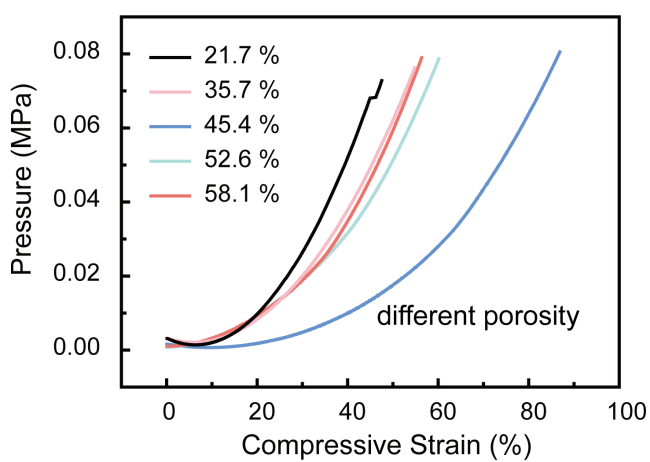 0.08
0.06
0.04
0.02
0.00
Pressure (MPa)
21.7 %
35.7 %
45.4 %
52.6 %
58.1 %
different porosity
0 20 40 60 80 100
Compressive Strain (%)